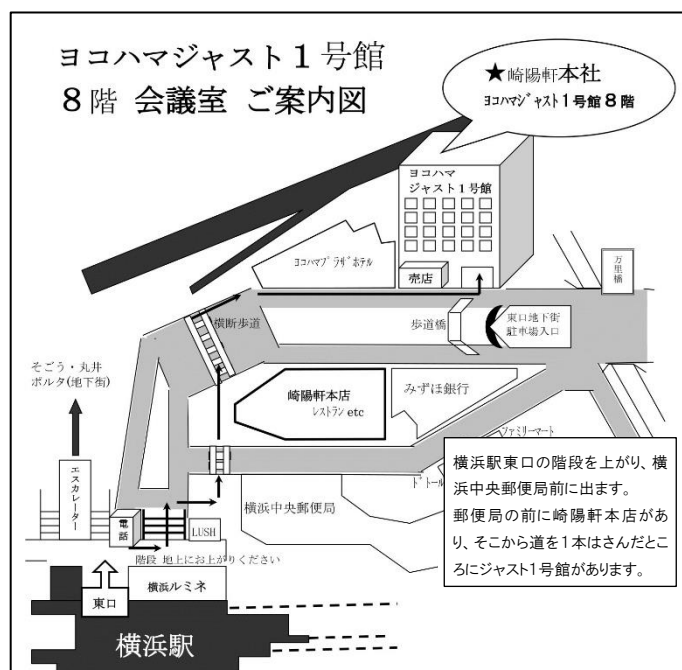 ヨコハマジャスト1号館
8階 会議室 ご案内図
★崎陽軒本社
ヨコハマジャスト1号館8階
ヨコハマ
ジャスト1号館
ヨコハマプラザホテル
売店
万里橋
横断歩道
歩道橋
東口地下街
駐車場入口
そごう・丸井
ポルタ(地下街)
崎陽軒本店
レストラン etc
みずほ銀行
ファミリーマート
エスカレーター
ドトール
横浜中央郵便局
電話
LUSH
階段 地上にお上がりください
横浜駅東口の階段を上がり、横
浜中央郵便局前に出ます。
郵便局の前に崎陽軒本店があ
り、そこから道を1本はさんだとこ
ろにジャスト1号館があります。
横浜ルミネ
東口
横浜駅